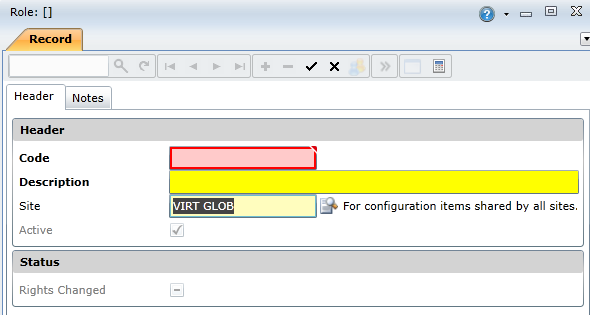 Role: []
Record
Header
Notes
Header
Code
Description
Site
VIRT GLOB
For configuration items shared by all sites.
Active
Status
Rights Changed